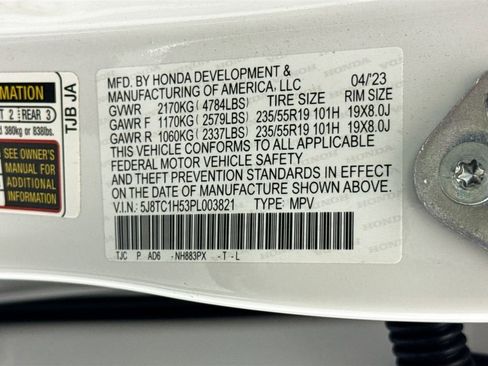 MFD. BY HONDA DEVELOPMENT &
MANUFACTURING OF AMERICA, LLC 04/23
GVWR 2170KG(4784LBS) TIRE SIZE RIM SIZE
GAWR F 1170KG(2579LBS) 235/55R19 101H 19X8.0J
GAWR R 1060KG(2337LBS) 235/55R19 101H 19X8.0J
THIS VEHICLE CONFORMS TO ALL APPLICABLE
FEDERAL MOTOR VEHICLE SAFETY
AND THEFT PREVENTION STANDARDS IN EFFECT
ON THE DATE OF MANUFACTURE SHOWN ABOVE.
V.I.N.: 5J8TC1H53PL003821 TYPE: MPV
TJC P AD6 -NH883PX -T -L
TJB JA
RMATION
T 2 REAR 3
d 380kg or 838lbs.
SEE OWNER'S
MANUAL FOR
ADDITIONAL
INFORMATION
HONDA